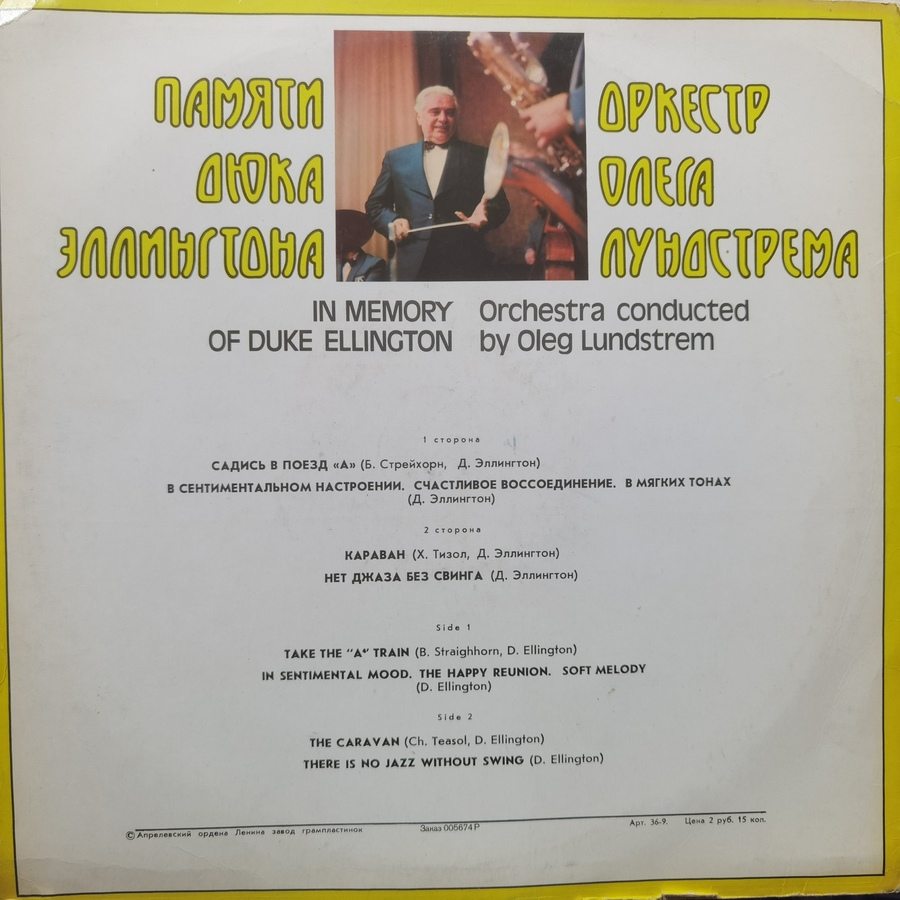 ПАМЯТИ
ДЮКА
ЭЛЛИНГТОНА
ОРКЕСТР
ОЛЕГА
ЛУНДСТРЕМА
IN MEMORY
OF DUKE ELLINGTON
Orchestra conducted
by Oleg Lundstrem
1 сторона
САДИСЬ В ПОЕЗД «А» (Б. Стрейхорн, Д. Эллингтон)
В СЕНТИМЕНТАЛЬНОМ НАСТРОЕНИИ. СЧАСТЛИВОЕ ВОССОЕДИНЕНИЕ. В МЯГКИХ ТОНАХ
(Д. Эллингтон)
2 сторона
КАРАВАН (Х. Тизол, Д. Эллингтон)
НЕТ ДЖАЗА БЕЗ СВИНГА (Д. Эллингтон)
Side 1
TAKE THE "A" TRAIN (B. Straighhorn, D. Ellington)
IN SENTIMENTAL MOOD. THE HAPPY REUNION. SOFT MELODY
(D. Ellington)
Side 2
THE CARAVAN (Ch. Teasol, D. Ellington)
THERE IS NO JAZZ WITHOUT SWING (D. Ellington)
© Апрелевский ордена Ленина завод грампластинок
Заказ 005674 Р
Арт. 36-9. Цена 2 руб. 15 коп.